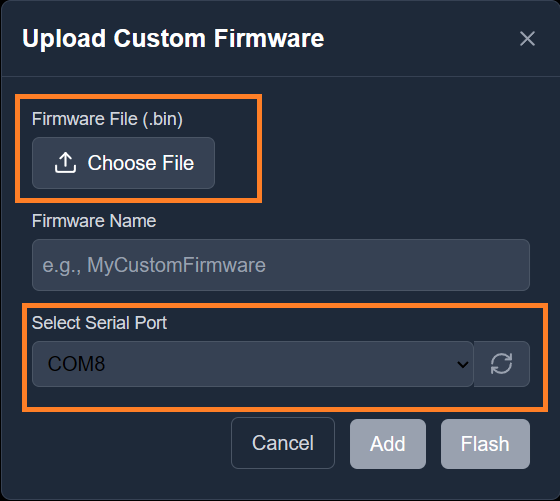 Upload Custom Firmware
Firmware File (.bin)
Choose File
Firmware Name
e.g., MyCustomFirmware
Select Serial Port
COM8
Cancel Add Flash